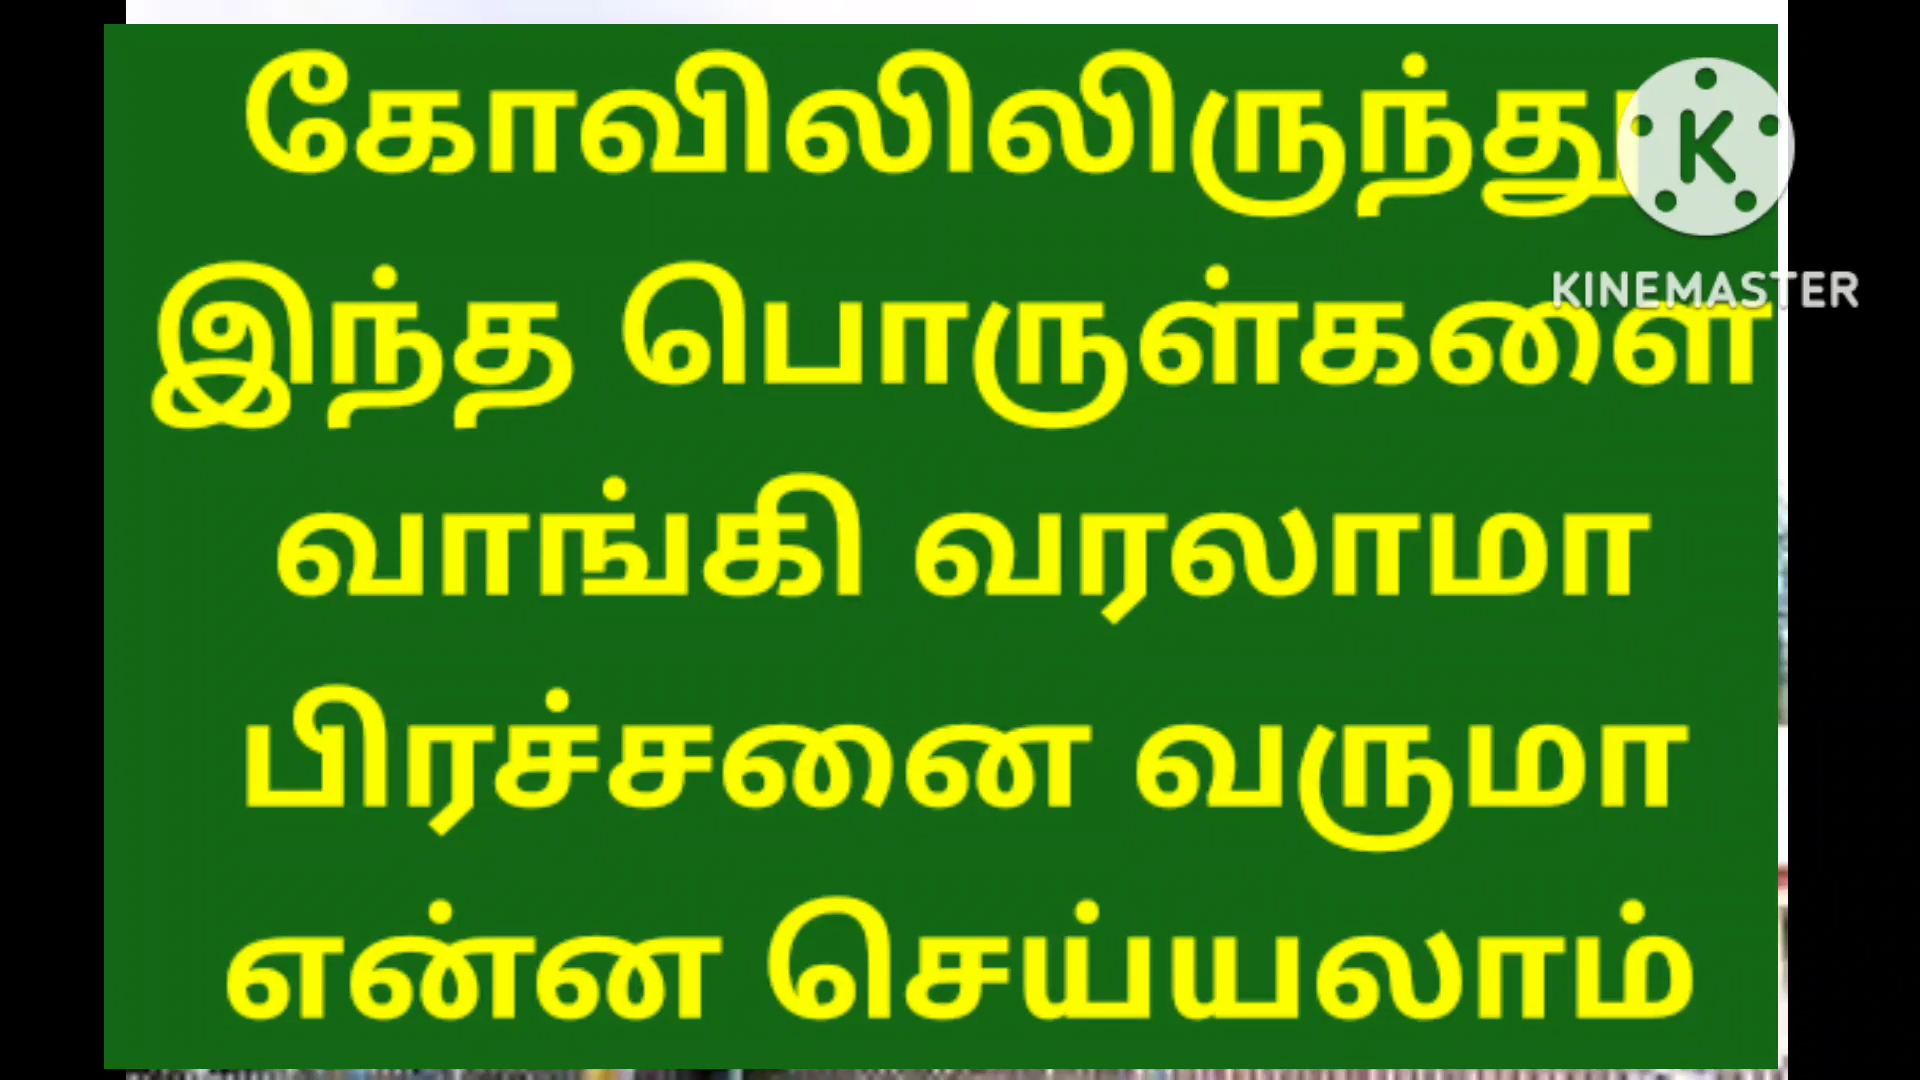 கோவிலிலிருந்து
இந்த பொருள்களை
வாங்கி வரலாமா
பிரச்சனை வருமா
என்ன செய்யலாம்
K
KINEMASTER